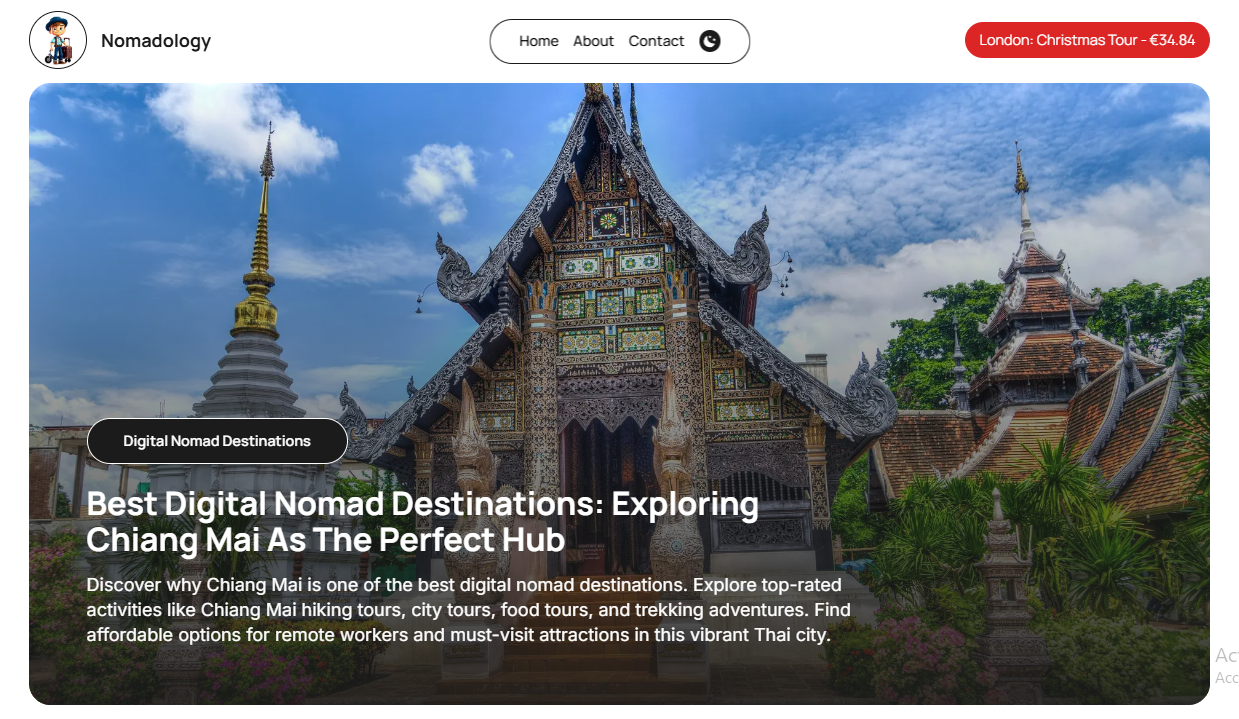 Nomadology
Home About Contact
London: Christmas Tour - €34.84
Digital Nomad Destinations
Best Digital Nomad Destinations: Exploring
Chiang Mai As The Perfect Hub
Discover why Chiang Mai is one of the best digital nomad destinations. Explore top-rated
activities like Chiang Mai hiking tours, city tours, food tours, and trekking adventures. Find
affordable options for remote workers and must-visit attractions in this vibrant Thai city.